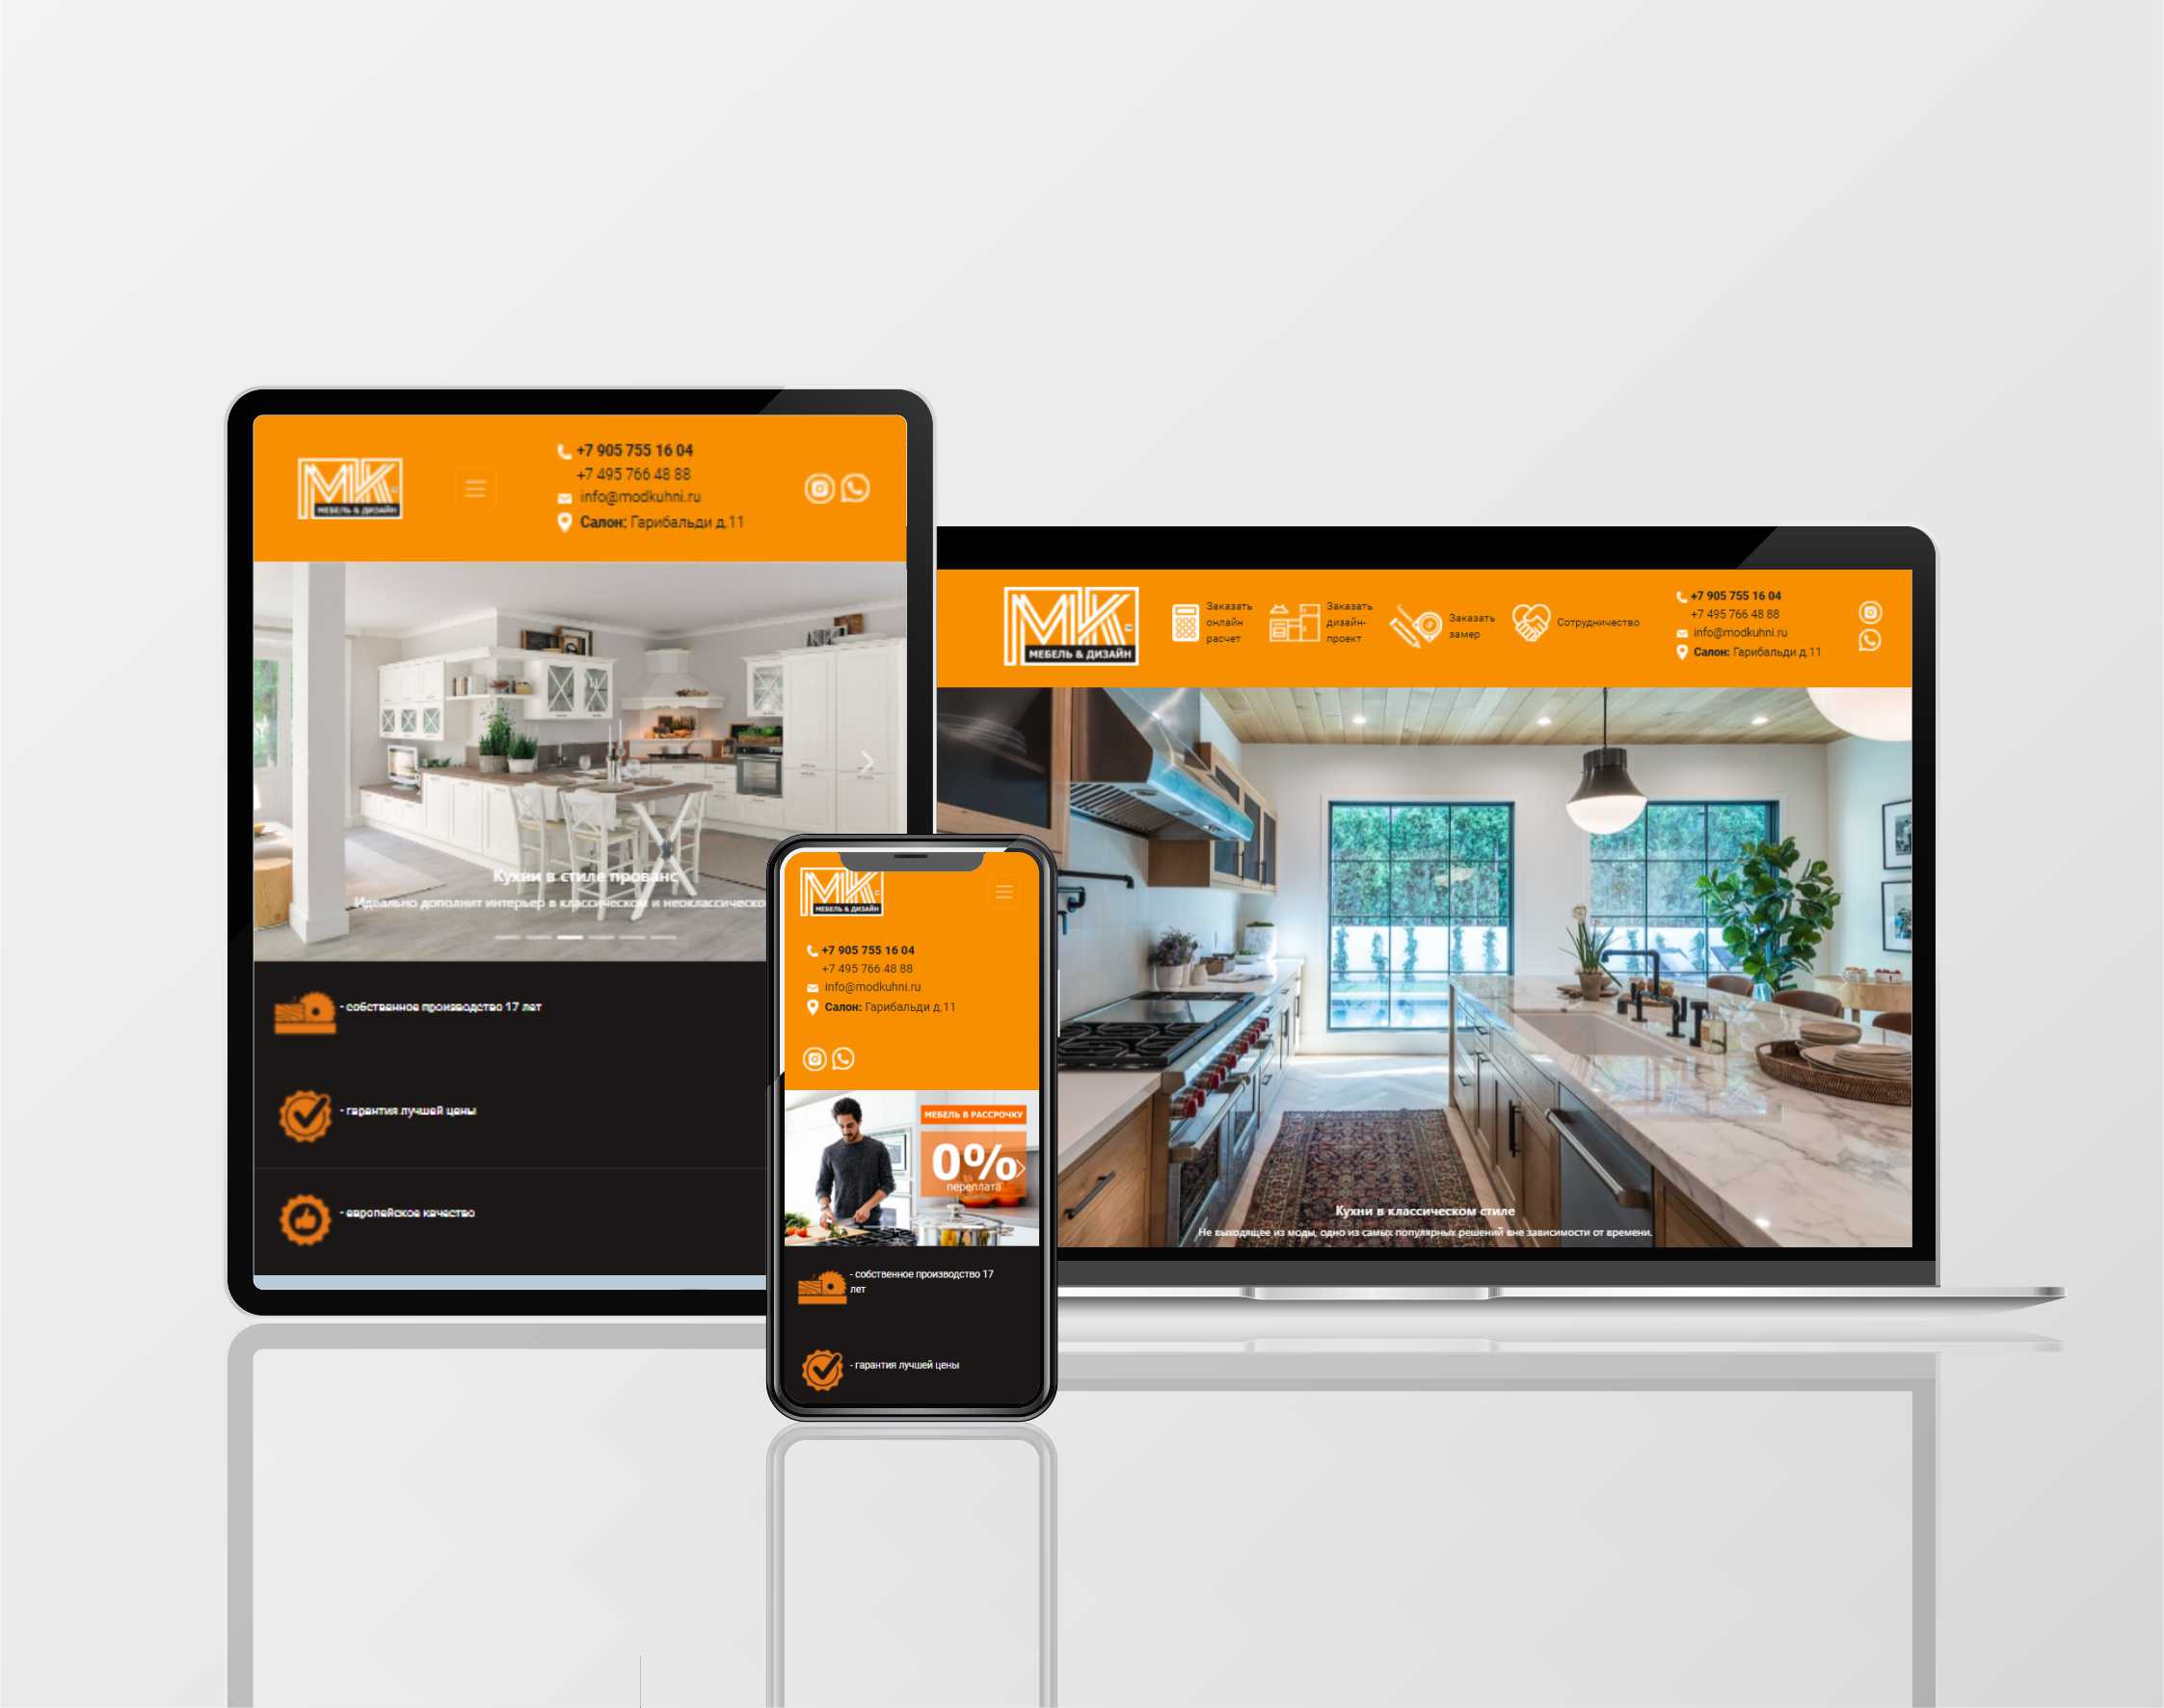 +7 905 755 16 04
+7 495 766 48 88
info@modkuhni.ru
Салон: Гарибальди д.11
МК
МЕБЕЛЬ & ДИЗАЙН
Кухни в стиле прованс
Идеально дополнит интерьер в классическом и неоклассическо
- собственное производство 17 лет
- гарантия лучшей цены
- европейское качество
МК
МЕБЕЛЬ & ДИЗАЙН
+7 905 755 16 04
+7 495 766 48 88
info@modkuhni.ru
Салон: Гарибальди д.11
МЕБЕЛЬ В РАССРОЧКУ
0%
переплата
- собственное производство 17
лет
- гарантия лучшей цены
МК
МЕБЕЛЬ & ДИЗАЙН
Заказать
онлайн
расчет
Заказать
дизайн-
проект
Заказать
замер
Сотрудничество
+7 905 755 16 04
+7 495 766 48 88
info@modkuhni.ru
Салон: Гарибальди д.11
Кухни в классическом стиле
Не выходящее из моды, одно из самых популярных решений вне зависимости от времени.